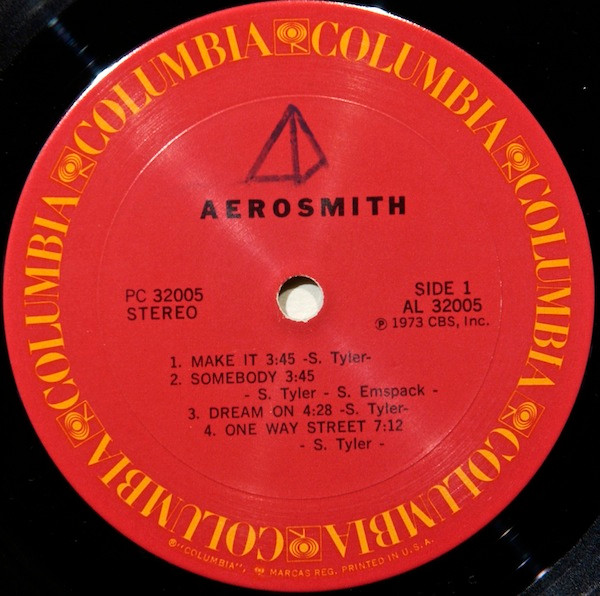 COLUMBIA COLUMBIA COLUMBIA COLUMBIA COLUMBIA COLUMBIA COLUMBIA
AEROSMITH
PC 32005
STEREO
SIDE 1
AL 32005
Ⓟ 1973 CBS, Inc.
1. MAKE IT 3:45 -S. Tyler-
2. SOMEBODY 3:45
- S. Tyler - S. Emspack -
3. DREAM ON 4:28 -S. Tyler-
4. ONE WAY STREET 7:12
- S. Tyler -
®"COLUMBIA", MARCAS REG. PRINTED IN U.S.A.